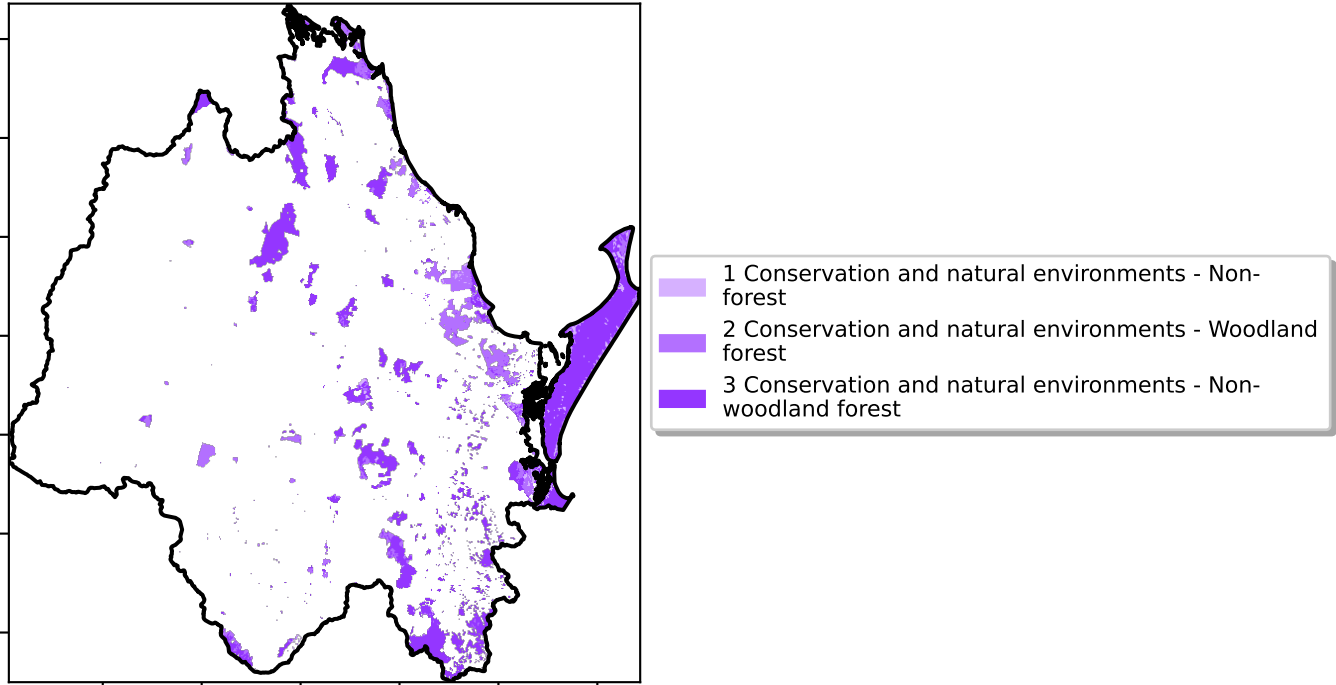 1 Conservation and natural environments - Non-
forest
2 Conservation and natural environments - Woodland
forest
3 Conservation and natural environments - Non-
woodland forest